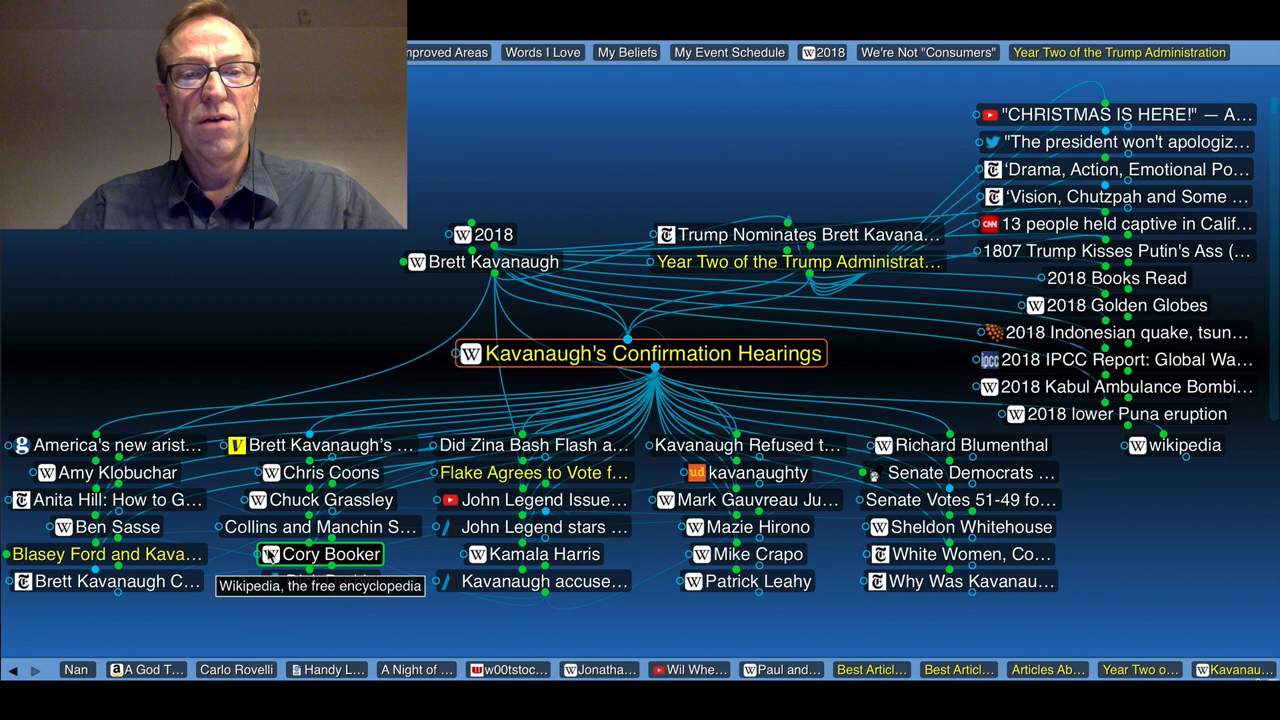 mproved Areas
Words I Love
My Beliefs
My Event Schedule
W 2018
We're Not "Consumers"
Year Two of the Trump Administration
"CHRISTMAS IS HERE!" — A…
"The president won't apologiz…
'Drama, Action, Emotional Po…
'Vision, Chutzpah and Some …
CNN 13 people held captive in Calif…
1807 Trump Kisses Putin's Ass (…
2018 Books Read
W 2018 Golden Globes
2018 Indonesian quake, tsun…
ipcc 2018 IPCC Report: Global Wa…
W 2018 Kabul Ambulance Bombi…
W 2018 lower Puna eruption
W wikipedia
W 2018
W Brett Kavanaugh
Trump Nominates Brett Kavana…
Year Two of the Trump Administrat…
W Kavanaugh's Confirmation Hearings
g America's new arist…
W Amy Klobuchar
Anita Hill: How to G…
W Ben Sasse
Blasey Ford and Kava…
Brett Kavanaugh C…
V Brett Kavanaugh's …
W Chris Coons
W Chuck Grassley
Collins and Manchin S…
Cory Booker
Wikipedia, the free encyclopedia
Did Zina Bash Flash a…
Flake Agrees to Vote f…
John Legend Issue…
John Legend stars …
W Kamala Harris
Kavanaugh accuse…
Kavanaugh Refused t…
ud kavanaughty
W Mark Gauvreau Ju…
W Mazie Hirono
W Mike Crapo
W Patrick Leahy
W Richard Blumenthal
Senate Democrats …
Senate Votes 51-49 fo…
W Sheldon Whitehouse
White Women, Co…
Why Was Kavanau…
Nan
a A God T…
Carlo Rovelli
Handy L…
A Night of …
w00tstoc…
W Jonatha…
Wil Whe…
W Paul and…
Best Articl…
Best Articl…
Articles Ab…
Year Two o…
W Kavanau…